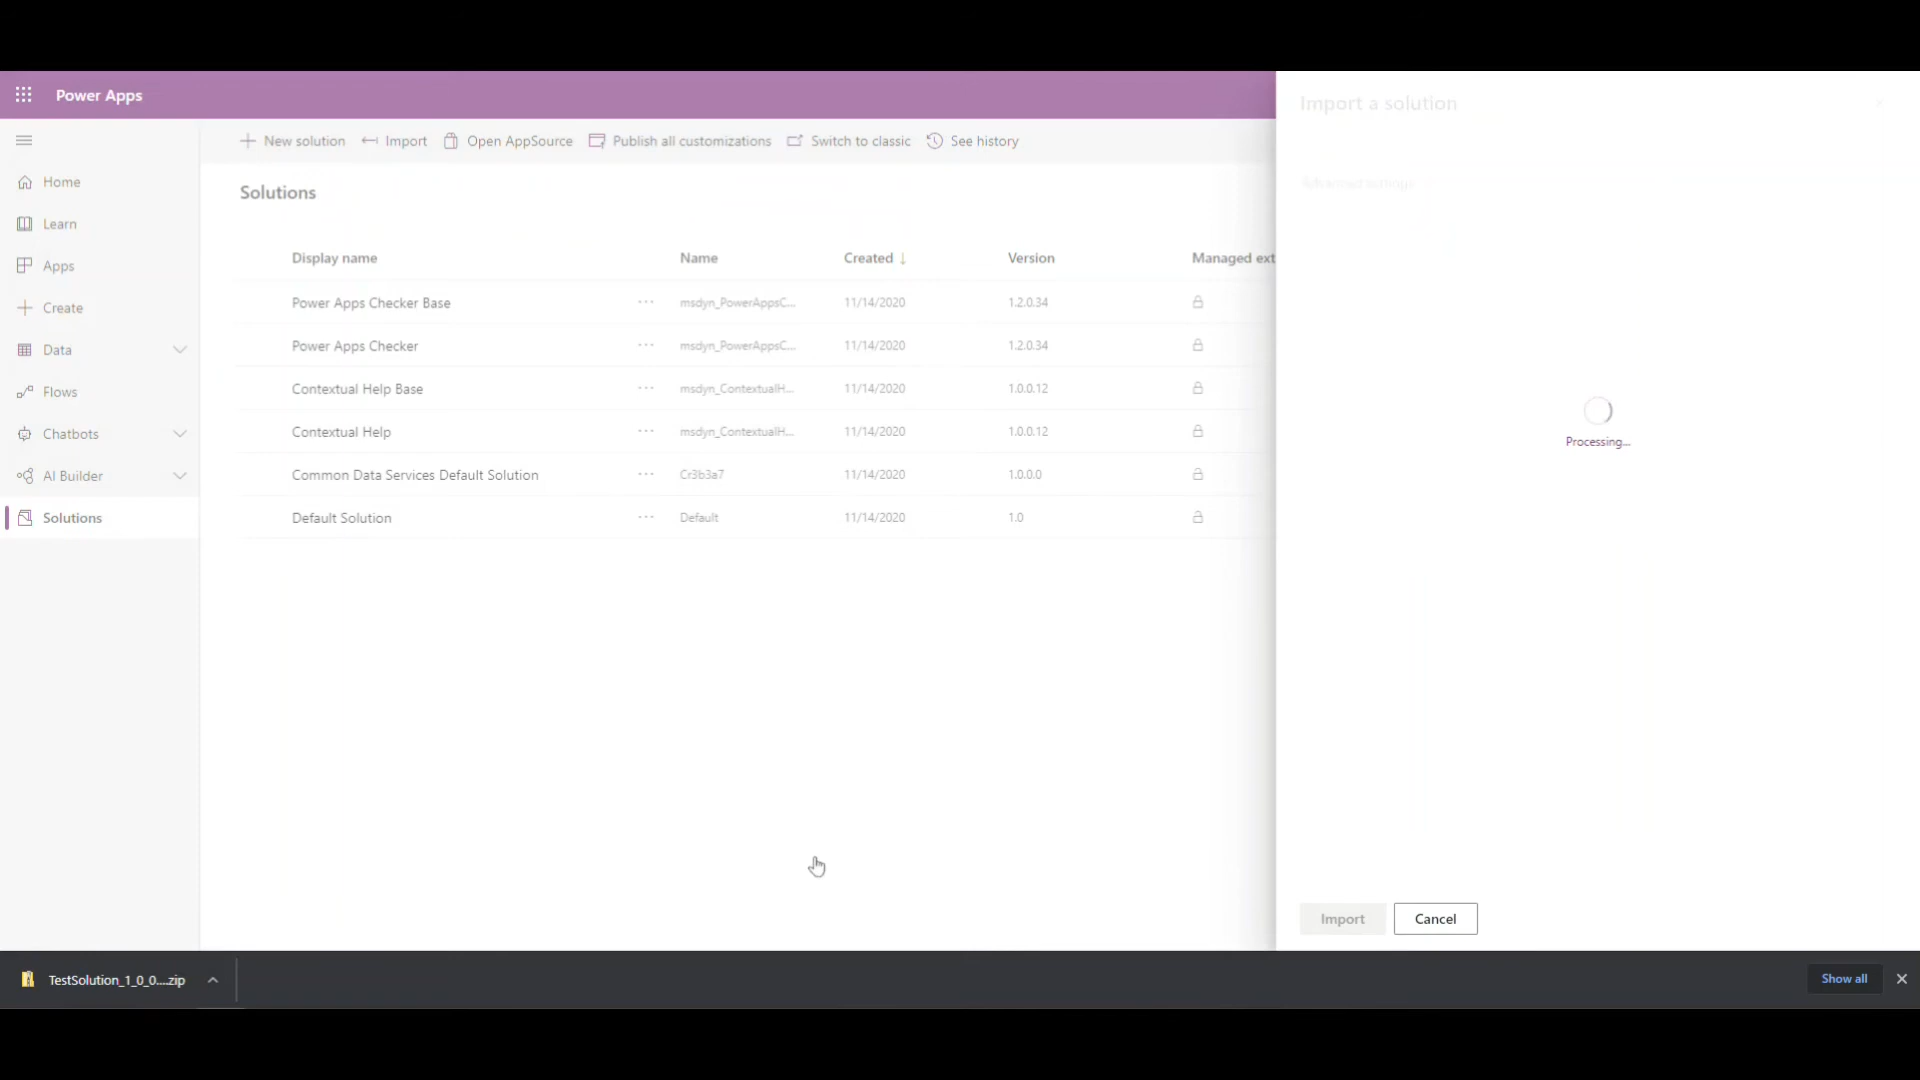 Power Apps
Import a solution
New solution Import Open AppSource Publish all customizations Switch to classic See history
Advanced settings
Home
Learn
Apps
Create
Data
Flows
Chatbots
AI Builder
Solutions
Solutions
Display name Name Created ↓ Version Managed ext
Power Apps Checker Base ... msdyn_PowerAppsC... 11/14/2020 1.2.0.34
Power Apps Checker ... msdyn_PowerAppsC... 11/14/2020 1.2.0.34
Contextual Help Base ... msdyn_ContextualH... 11/14/2020 1.0.0.12
Contextual Help ... msdyn_ContextualH... 11/14/2020 1.0.0.12
Common Data Services Default Solution ... Cr3b3a7 11/14/2020 1.0.0.0
Default Solution ... Default 11/14/2020 1.0
Processing...
Import Cancel
TestSolution_1_0_0....zip
Show all